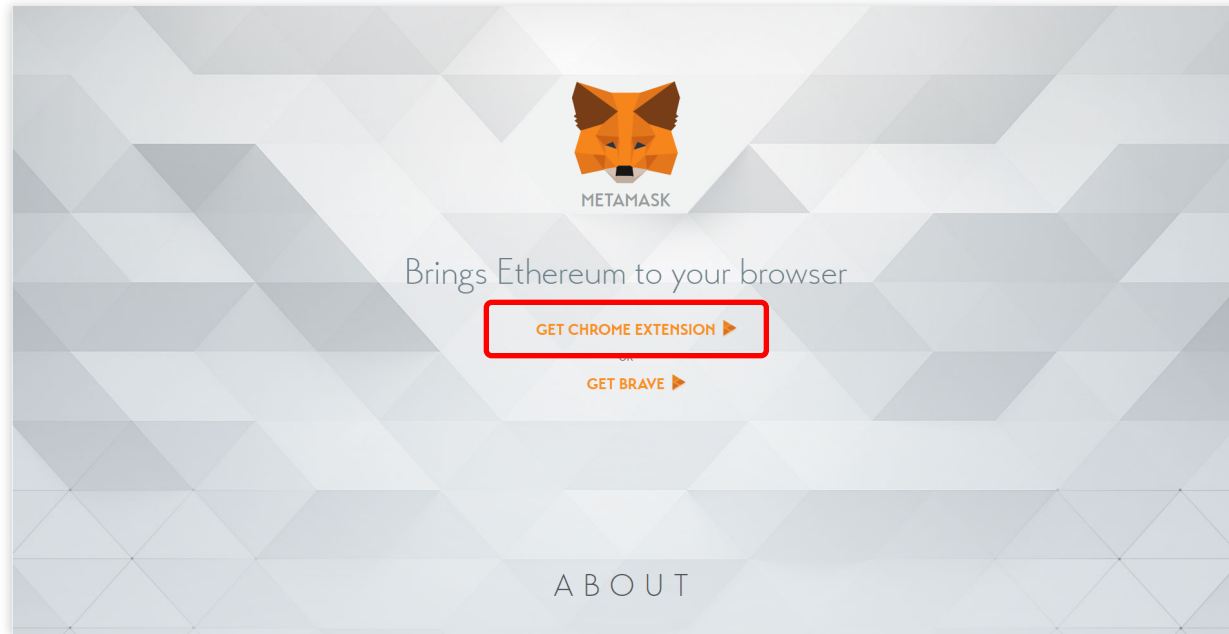 METAMASK
Brings Ethereum to your browser
GET CHROME EXTENSION
OR
GET BRAVE
ABOUT